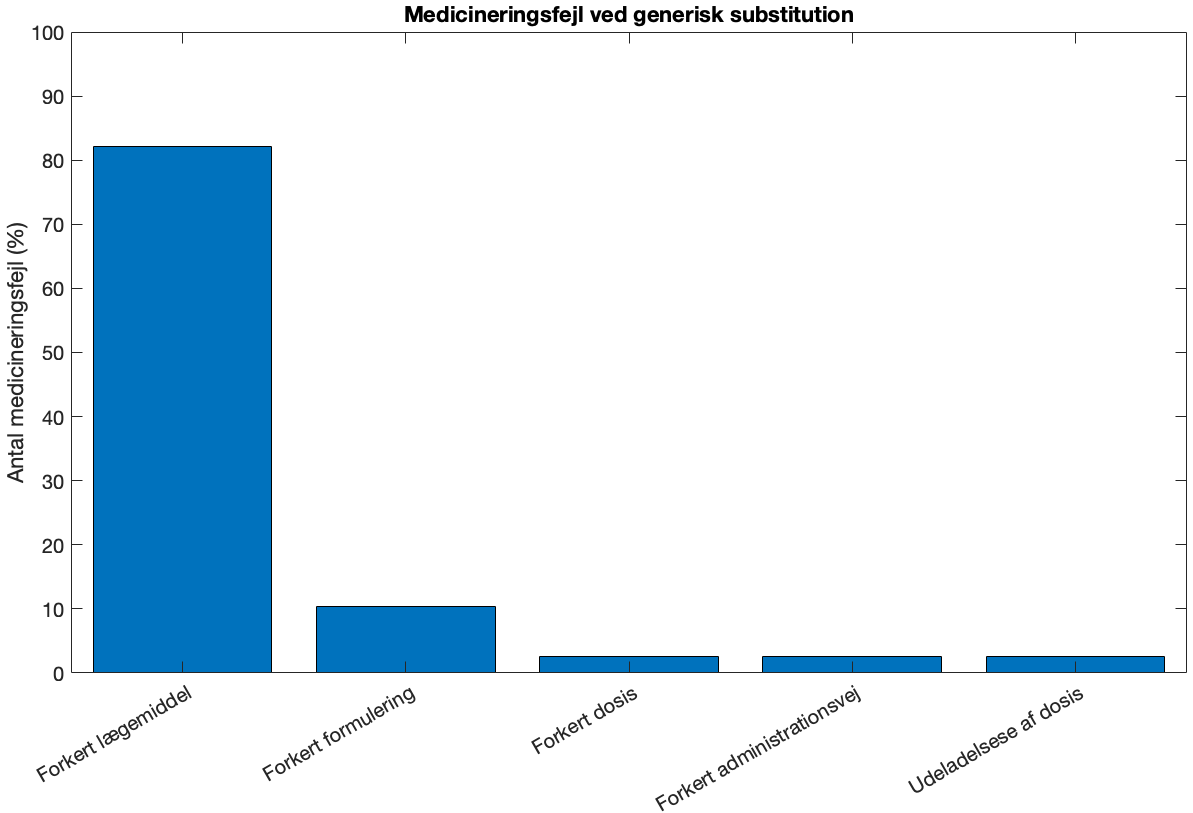 Medicineringsfejl ved generisk substitution
Antal medicineringsfejl (%)
100
90
80
70
60
50
40
30
20
10
0
Forkert lægemiddel
Forkert formulering
Forkert dosis
Forkert administrationsvej
Udeladelsese af dosis